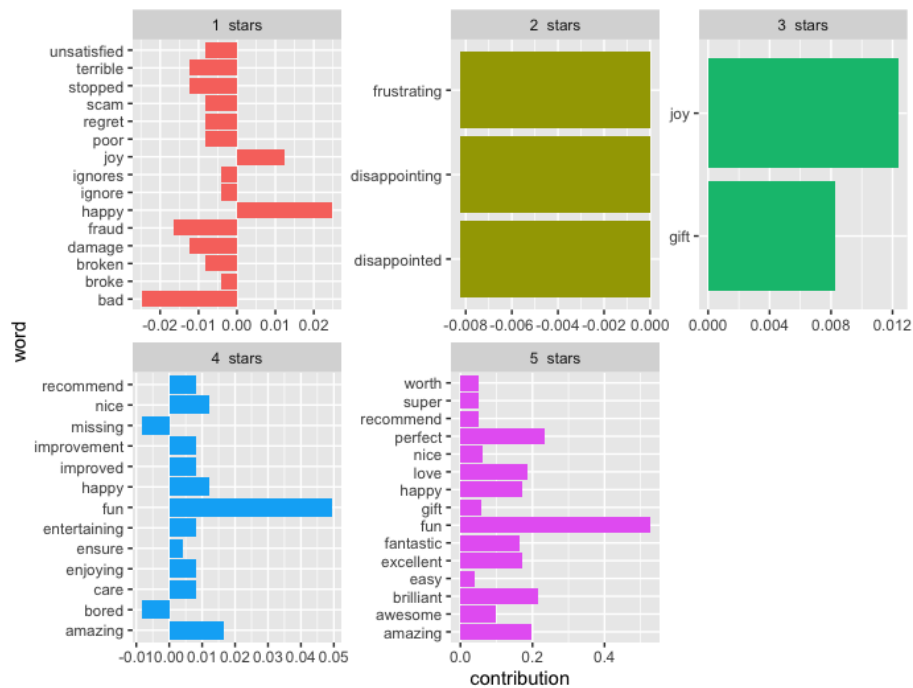 1 stars
unsatisfied
terrible
stopped
scam
regret
poor
joy
ignores
ignore
happy
fraud
damage
broken
broke
bad
-0.02 -0.01 0.00 0.01 0.02
2 stars
frustrating
disappointing
disappointed
-0.008 -0.006 -0.004 -0.002 0.000
3 stars
joy
gift
0.000 0.004 0.008 0.012
word
4 stars
recommend
nice
missing
improvement
improved
happy
fun
entertaining
ensure
enjoying
care
bored
amazing
-0.01 0.00 0.01 0.02 0.03 0.04 0.05
5 stars
worth
super
recommend
perfect
nice
love
happy
gift
fun
fantastic
excellent
easy
brilliant
awesome
amazing
0.0 0.2 0.4
contribution